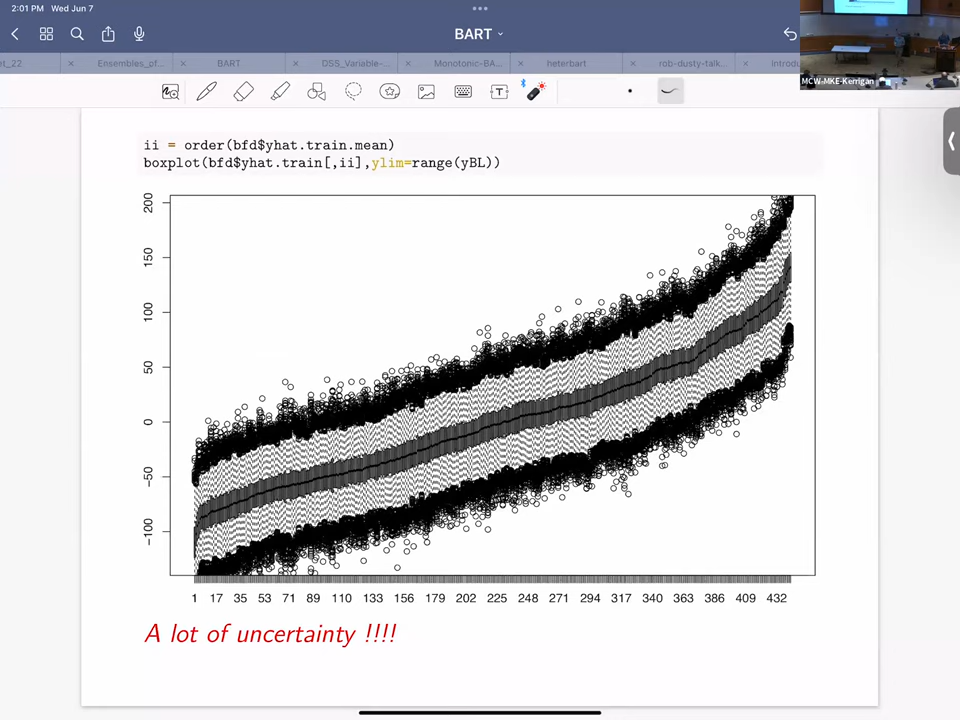 2:01 PM Wed Jun 7
BART
et_22
Ensembles_of...
BART
DSS_Variable-...
Monotonic-BA...
heterbart
rob-dusty-talk...
Introdu
MCW-MKE-Kerrigan
ii = order(bfd$yhat.train.mean)
boxplot(bfd$yhat.train[,ii],ylim=range(yBL))
200
150
100
50
0
−50
−100
1 17 35 53 71 89 110 133 156 179 202 225 248 271 294 317 340 363 386 409 432
A lot of uncertainty !!!!